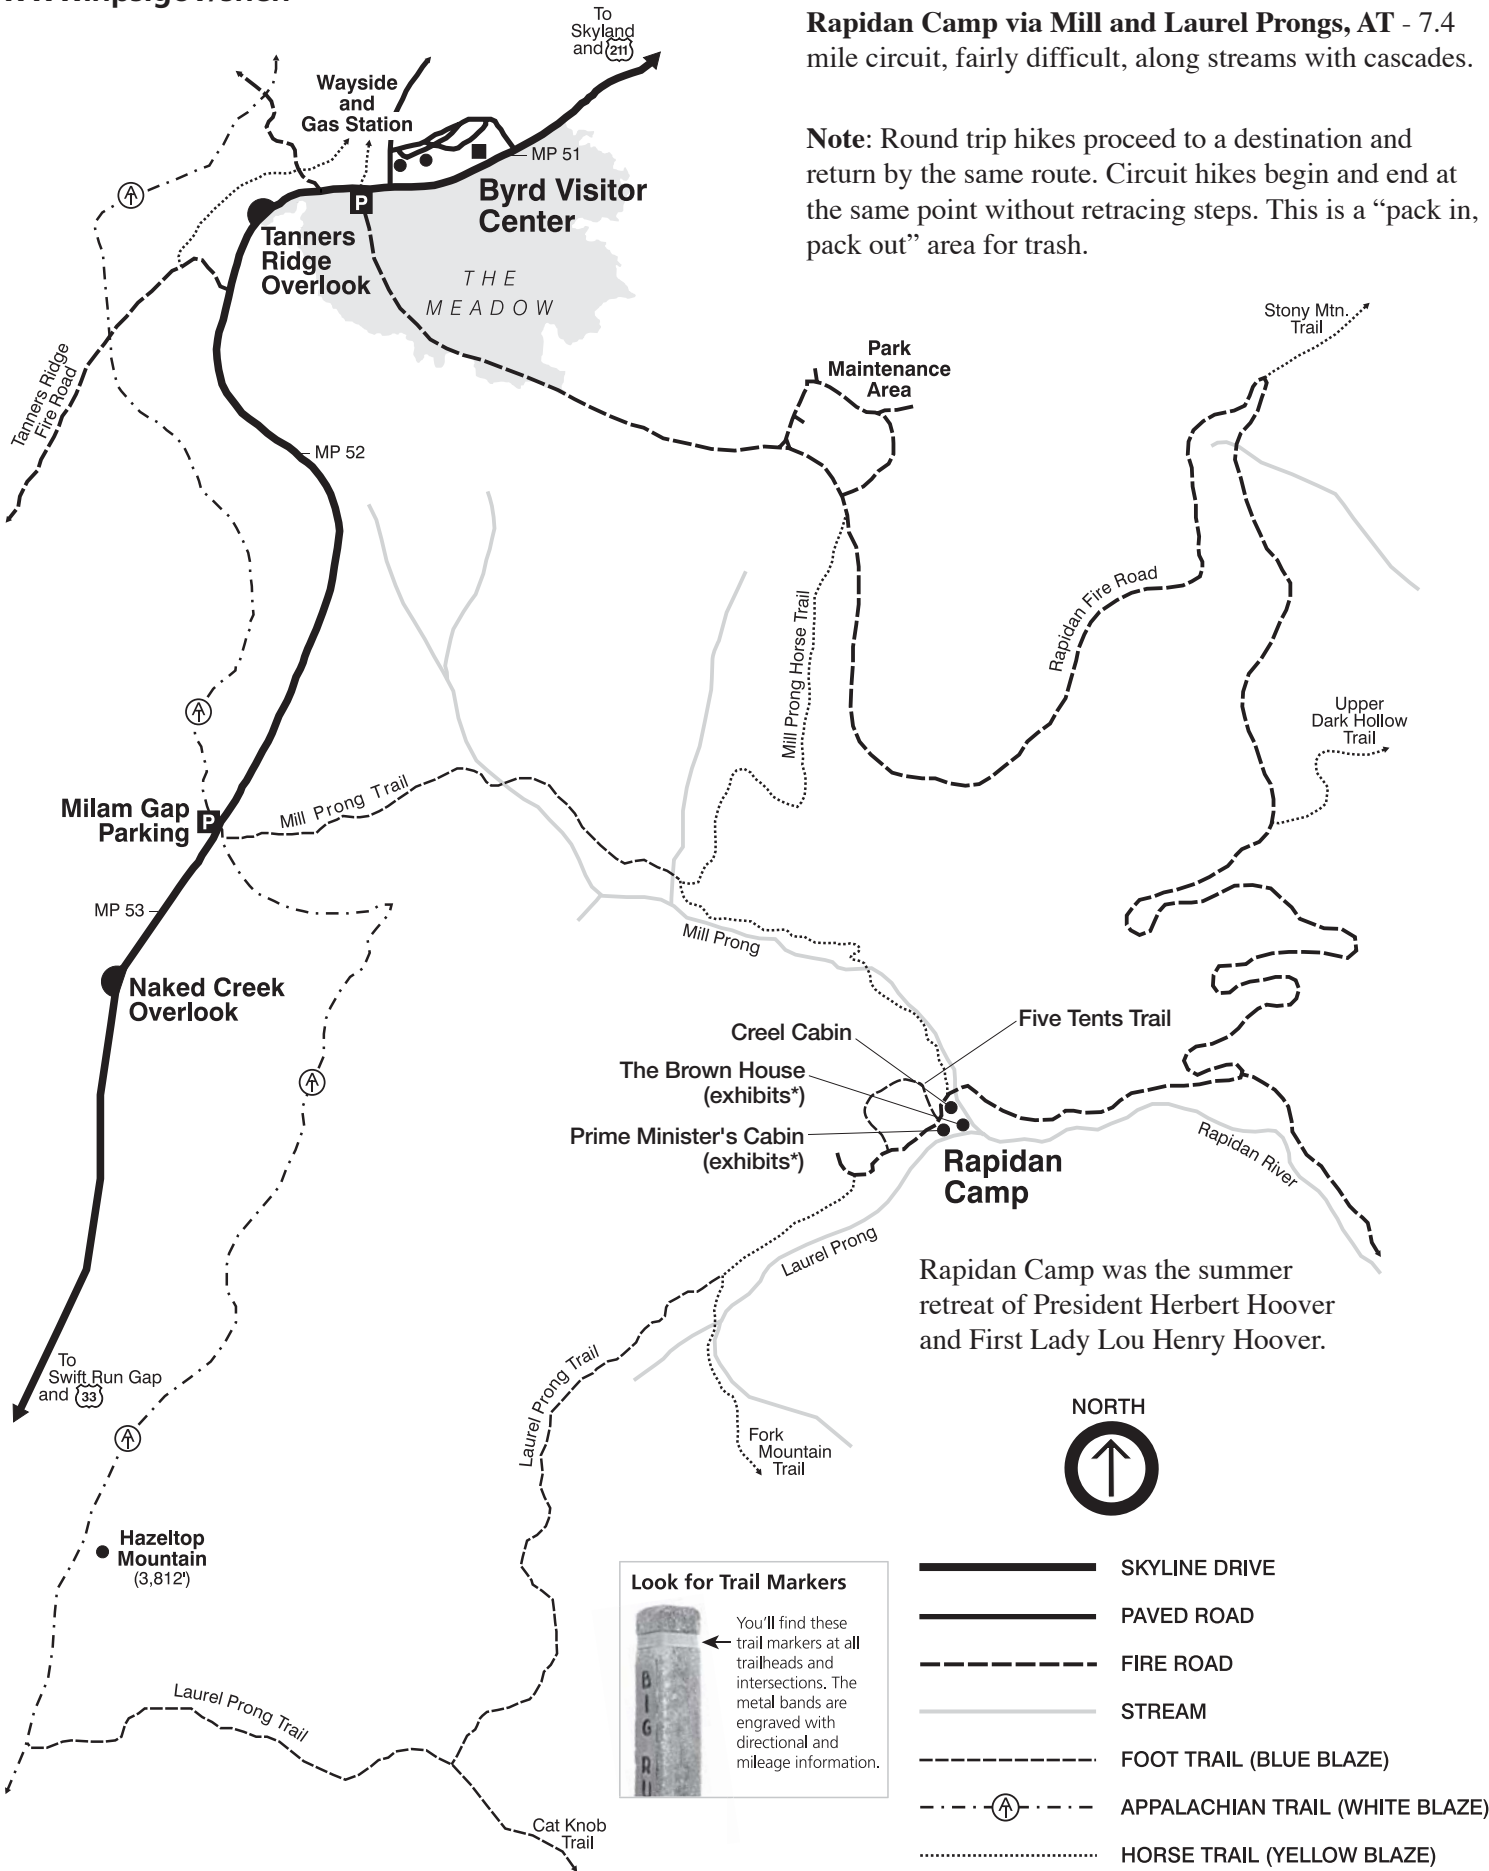 To
Skyland
and 211
Rapidan Camp via Mill and Laurel Prongs, AT - 7.4
mile circuit, fairly difficult, along streams with cascades.
Note: Round trip hikes proceed to a destination and
return by the same route. Circuit hikes begin and end at
the same point without retracing steps. This is a “pack in,
pack out” area for trash.
Wayside
and
Gas Station
MP 51
Byrd Visitor
Center
P
Tanners
Ridge
Overlook
THE
MEADOW
Stony Mtn.
Trail
Park
Maintenance
Area
Tanners Ridge
Fire Road
MP 52
Rapidan Fire Road
Mill Prong Horse Trail
Upper
Dark Hollow
Trail
Milam Gap
Parking
P
Mill Prong Trail
MP 53
Mill Prong
Naked Creek
Overlook
Five Tents Trail
Creel Cabin
The Brown House
(exhibits*)
Prime Minister's Cabin
(exhibits*)
Rapidan
Camp
Rapidan River
Laurel Prong
Rapidan Camp was the summer
retreat of President Herbert Hoover
and First Lady Lou Henry Hoover.
To
Swift Run Gap
and 33
Laurel Prong Trail
Fork
Mountain
Trail
NORTH
Hazeltop
Mountain
(3,812')
Look for Trail Markers
You’ll find these
trail markers at all
trailheads and
intersections. The
metal bands are
engraved with
directional and
mileage information.
BIG RU
SKYLINE DRIVE
PAVED ROAD
FIRE ROAD
STREAM
FOOT TRAIL (BLUE BLAZE)
APPALACHIAN TRAIL (WHITE BLAZE)
HORSE TRAIL (YELLOW BLAZE)
Laurel Prong Trail
Cat Knob
Trail